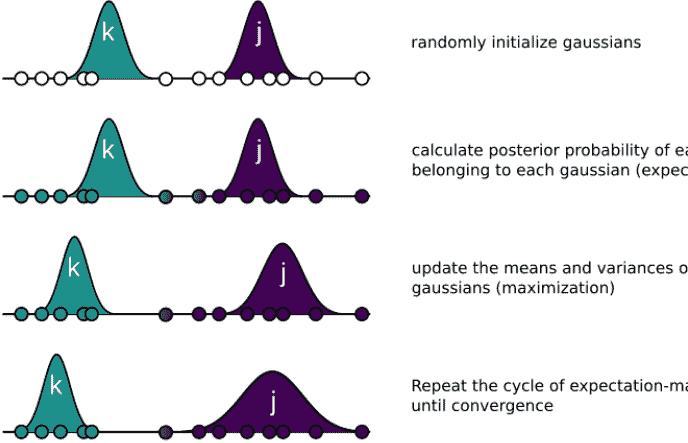 k
j
randomly initialize gaussians
k
j
calculate posterior probability of
belonging to each gaussian
k
j
update the means and variances
gaussians (maximization)
k
j
Repeat the cycle of
until convergence